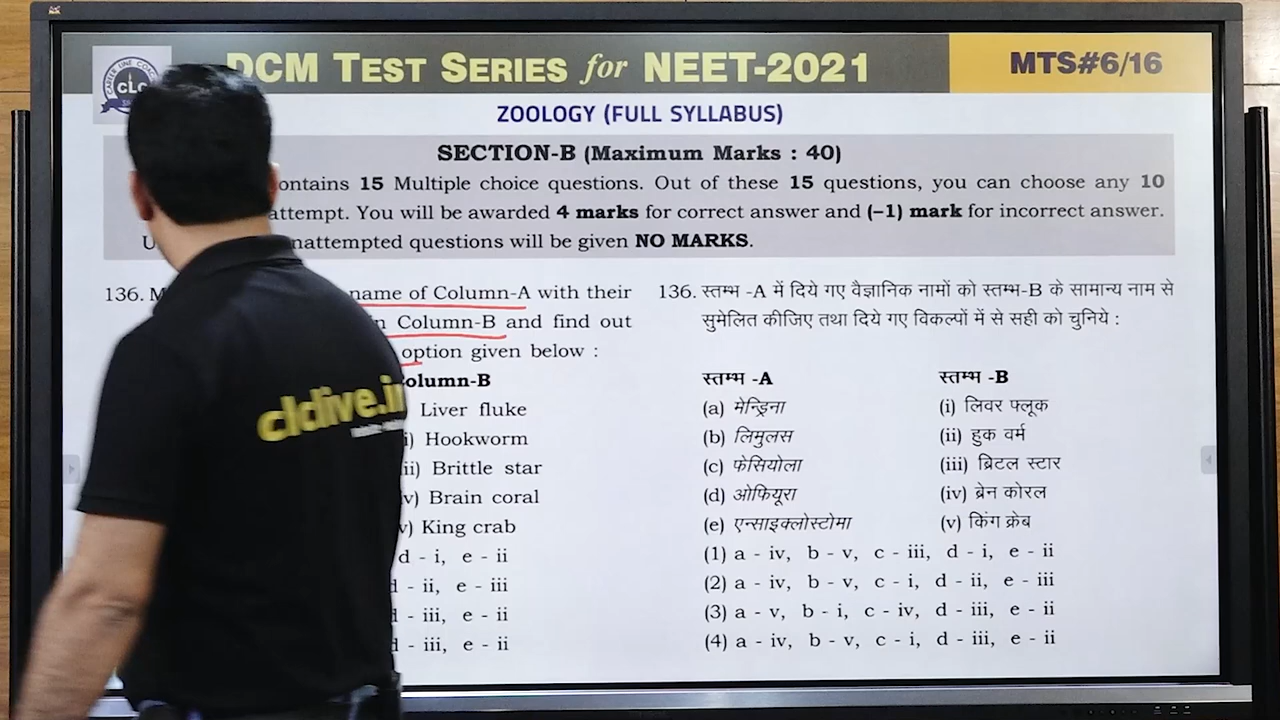 DCM TEST SERIES for NEET-2021
MTS#6/16
CLC
ZOOLOGY (FULL SYLLABUS)
SECTION-B (Maximum Marks : 40)
ontains 15 Multiple choice questions. Out of these 15 questions, you can choose any 10
attempt. You will be awarded 4 marks for correct answer and (–1) mark for incorrect answer.
U nattempted questions will be given NO MARKS.
136. M name of Column-A with their
n Column-B and find out
option given below :
olumn-B
Liver fluke
i) Hookworm
ii) Brittle star
v) Brain coral
v) King crab
d - i, e - ii
d - ii, e - iii
d - iii, e - ii
d - iii, e - ii
136. स्तम्भ -A में दिये गए वैज्ञानिक नामों को स्तम्भ-B के सामान्य नाम से
सुमेलित कीजिए तथा दिये गए विकल्पों में से सही को चुनिये :
स्तम्भ -A स्तम्भ -B
(a) मेन्ड्रिना (i) लिवर फ्लूक
(b) लिमुलस (ii) हुक वर्म
(c) फेसियोला (iii) ब्रिटल स्टार
(d) ओफियूरा (iv) ब्रेन कोरल
(e) एन्साइक्लोस्टोमा (v) किंग क्रेब
(1) a - iv, b - v, c - iii, d - i, e - ii
(2) a - iv, b - v, c - i, d - ii, e - iii
(3) a - v, b - i, c - iv, d - iii, e - ii
(4) a - iv, b - v, c - i, d - iii, e - ii
clclive.i